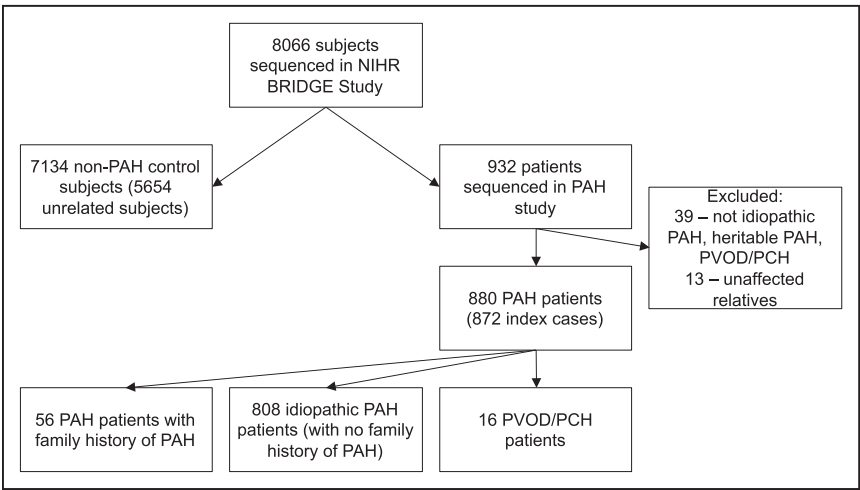 8066 subjects
sequenced in NIHR
BRIDGE Study
7134 non-PAH control
subjects (5654
unrelated subjects)
932 patients
sequenced in PAH
study
Excluded:
39 – not idiopathic
PAH, heritable PAH,
PVOD/PCH
13 – unaffected
relatives
880 PAH patients
(872 index cases)
56 PAH patients with
family history of PAH
808 idiopathic PAH
patients (with no family
history of PAH)
16 PVOD/PCH
patients